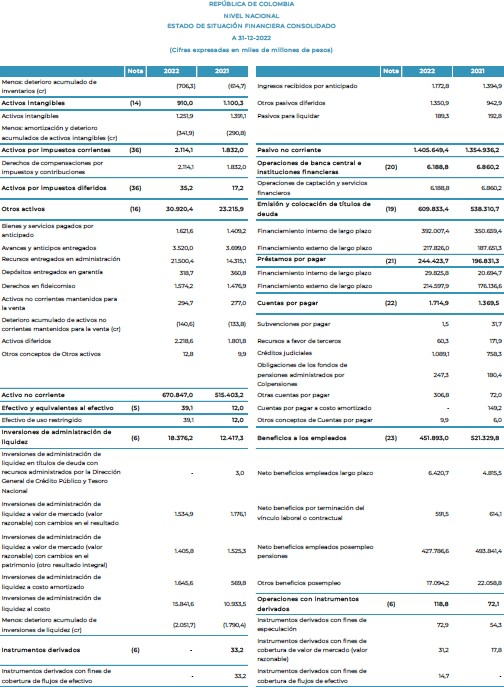 REPÚBLICA DE COLOMBIA
NIVEL NACIONAL
ESTADO DE SITUACIÓN FINANCIERA CONSOLIDADO
A 31-12-2022
(Cifras expresadas en miles de millones de pesos)
Nota 2022 2021
Menos: deterioro acumulado de
inventarios (cr) (706,3) (614,7)
Activos Intangibles (14) 910,0 1.100,3
Activos intangibles 1.251,9 1.391,1
Menos: amortización y deterioro
acumulados de activos intangibles (cr) (341,9) (290,8)
Activos por impuestos corrientes (36) 2.114,1 1.832,0
Derechos de compensaciones por
impuestos y contribuciones 2.114,1 1.832,0
Activos por impuestos diferidos (36) 35,2 17,2
Otros activos (16) 30.920,4 23.215,9
Bienes y servicios pagados por
anticipado 1.621,6 1.409,2
Avances y anticipos entregados 3.520,0 3.699,0
Recursos entregados en administración 21.500,4 14.315,1
Depósitos entregados en garantía 318,7 360,8
Derechos en fideicomiso 1.574,2 1.476,9
Activos no corrientes mantenidos para
la venta 294,7 277,0
Deterioro acumulado de activos no
corrientes mantenidos para la venta (cr) (140,6) (133,8)
Activos diferidos 2.218,6 1.801,8
Otros conceptos de Otros activos 12,8 9,9
Activo no corriente 670.847,0 515.403,2
Efectivo y equivalentes al efectivo (5) 39,1 12,0
Efectivo de uso restringido 39,1 12,0
Inversiones de administración de
liquidez (6) 18.376,2 12.417,3
Inversiones de administración de
liquidez en títulos de deuda con
recursos administrados por la Dirección
General de Crédito Público y Tesoro
Nacional - 3,0
Inversiones de administración de
liquidez a valor de mercado (valor
razonable) con cambios en el resultado 1.534,9 1.176,1
Inversiones de administración de
liquidez a valor de mercado (valor
razonable) con cambios en el
patrimonio (otro resultado integral) 1.405,8 1.525,3
Inversiones de administración de
liquidez a costo amortizado 1.645,6 569,8
Inversiones de administración de
liquidez al costo 15.841,6 10.933,5
Menos: deterioro acumulado de
inversiones de liquidez (cr) (2.051,7) (1.790,4)
Instrumentos derivados (6) - 33,2
Instrumentos derivados con fines de
cobertura de flujos de efectivo - 33,2
Nota 2022 2021
Ingresos recibidos por anticipado 1.172,8 1.394,9
Otros pasivos diferidos 1.350,9 942,9
Pasivos para liquidar 189,3 192,8
Pasivo no corriente 1.405.649,4 1.354.936,2
Operaciones de banca central e
instituciones financieras (20) 6.188,8 6.860,2
Operaciones de captación y servicios
financieros 6.188,8 6.860,2
Emisión y colocación de títulos de
deuda (19) 609.833,4 538.310,7
Financiamiento interno de largo plazo 392.007,4 350.659,4
Financiamiento externo de largo plazo 217.826,0 187.651,3
Préstamos por pagar (21) 244.423,7 196.831,3
Financiamiento interno de largo plazo 29.825,8 20.694,7
Financiamiento externo de largo plazo 214.597,9 176.136,6
Cuentas por pagar (22) 1.714,9 1.369,5
Subvenciones por pagar 1,5 31,7
Recursos a favor de terceros 60,3 171,9
Créditos judiciales 1.089,1 758,3
Obligaciones de los fondos de
pensiones administrados por
Colpensiones 247,3 180,4
Otras cuentas por pagar 306,8 72,0
Cuentas por pagar a costo amortizado - 149,2
Otros conceptos de Cuentas por pagar 9,9 6,0
Beneficios a los empleados (23) 451.893,0 521.329,8
Neto beneficios empleados largo plazo 6.420,7 4.815,5
Neto beneficios por terminación del
vínculo laboral o contractual 591,5 614,1
Neto beneficios empleados posempleo
pensiones 427.786,6 493.841,4
Otros beneficios posempleo 17.094,2 22.058,8
Operaciones con instrumentos
derivados (6) 118,8 72,1
Instrumentos derivados con fines de
especulación 72,9 54,3
Instrumentos derivados con fines de
cobertura de valor de mercado (valor
razonable) 31,2 17,8
Instrumentos derivados con fines de
cobertura de flujos de efectivo 14,7 -